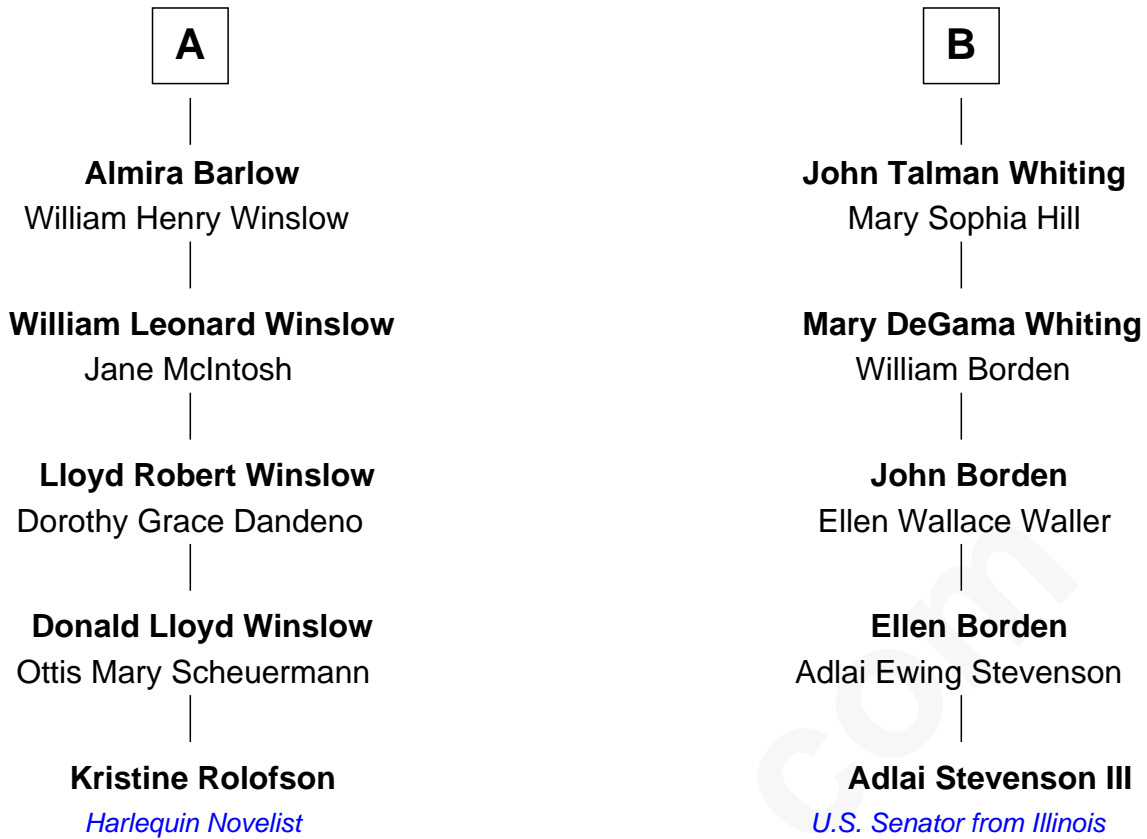 A
Almira Barlow
William Henry Winslow
William Leonard Winslow
Jane McIntosh
Lloyd Robert Winslow
Dorothy Grace Dandeno
Donald Lloyd Winslow
Ottis Mary Scheuermann
Kristine Rolofson
Harlequin Novelist
B
John Talman Whiting
Mary Sophia Hill
Mary DeGama Whiting
William Borden
John Borden
Ellen Wallace Waller
Ellen Borden
Adlai Ewing Stevenson
Adlai Stevenson III
U.S. Senator from Illinois
com